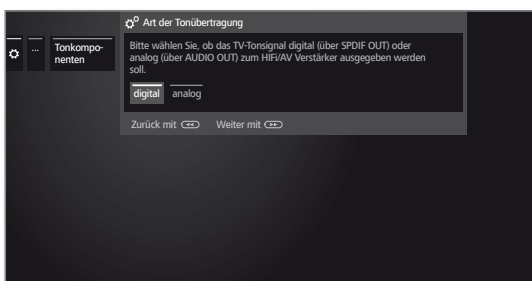 Art der Tonübertragung
...
Tonkompo-
nenten
Bitte wählen Sie, ob das TV-Tonsignal digital (über SPDIF OUT) oder
analog (über AUDIO OUT) zum HIFi/AV Verstärker ausgegeben werden
soll.
digital analog
Zurück mit Weiter mit